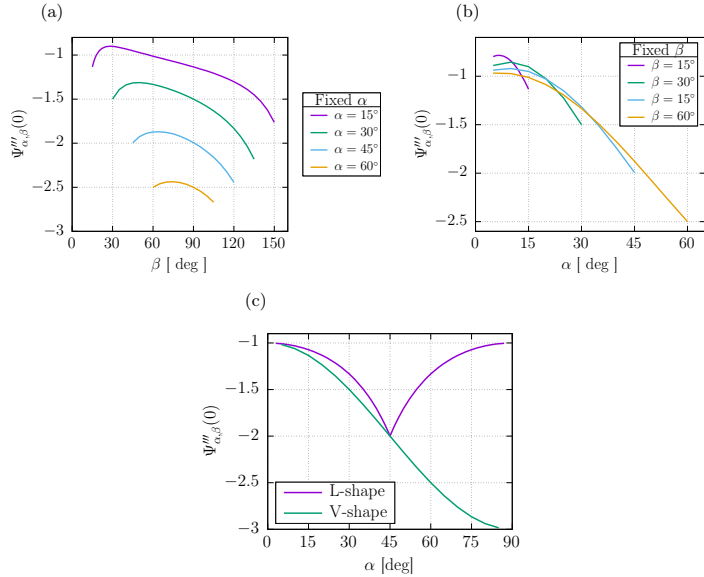 (a)
−1
−1.5
−2
−2.5
−3
0 30 60 90 120 150
β [ deg ]
Ψ′′′α,β(0)
Fixed α
α = 15°
α = 30°
α = 45°
α = 60°
(b)
−0.5
−1
−1.5
−2
−2.5
0 15 30 45 60
α [ deg ]
Ψ′′′α,β(0)
Fixed β
β = 15°
β = 30°
β = 15°
β = 60°
(c)
−1
−1.5
−2
−2.5
−3
0 15 30 45 60 75 90
α [deg]
Ψ′′′α,β(0)
L-shape
V-shape